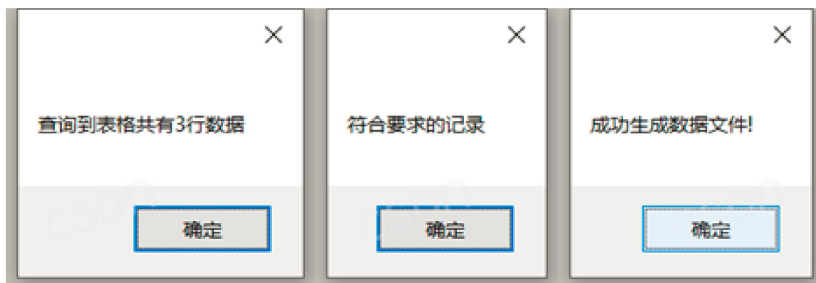 查询到表格共有3行数据
符合要求的记录
成功生成数据文件!
确定
确定
确定